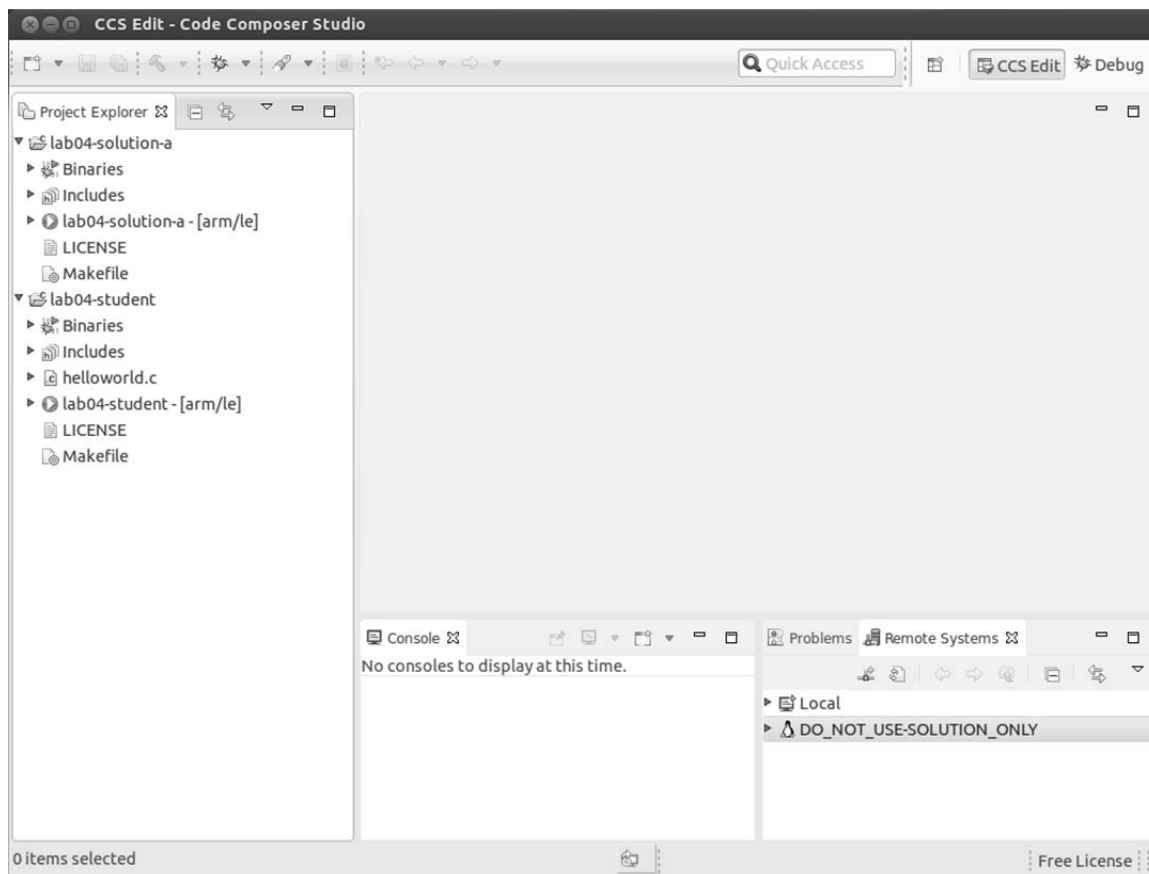 CCS Edit - Code Composer Studio
Quick Access
CCS Edit
Debug
Project Explorer
lab04-solution-a
Binaries
Includes
lab04-solution-a - [arm/le]
LICENSE
Makefile
lab04-student
Binaries
Includes
helloworld.c
lab04-student - [arm/le]
LICENSE
Makefile
Console
No consoles to display at this time.
Problems
Remote Systems
Local
DO_NOT_USE-SOLUTION_ONLY
0 items selected
Free License